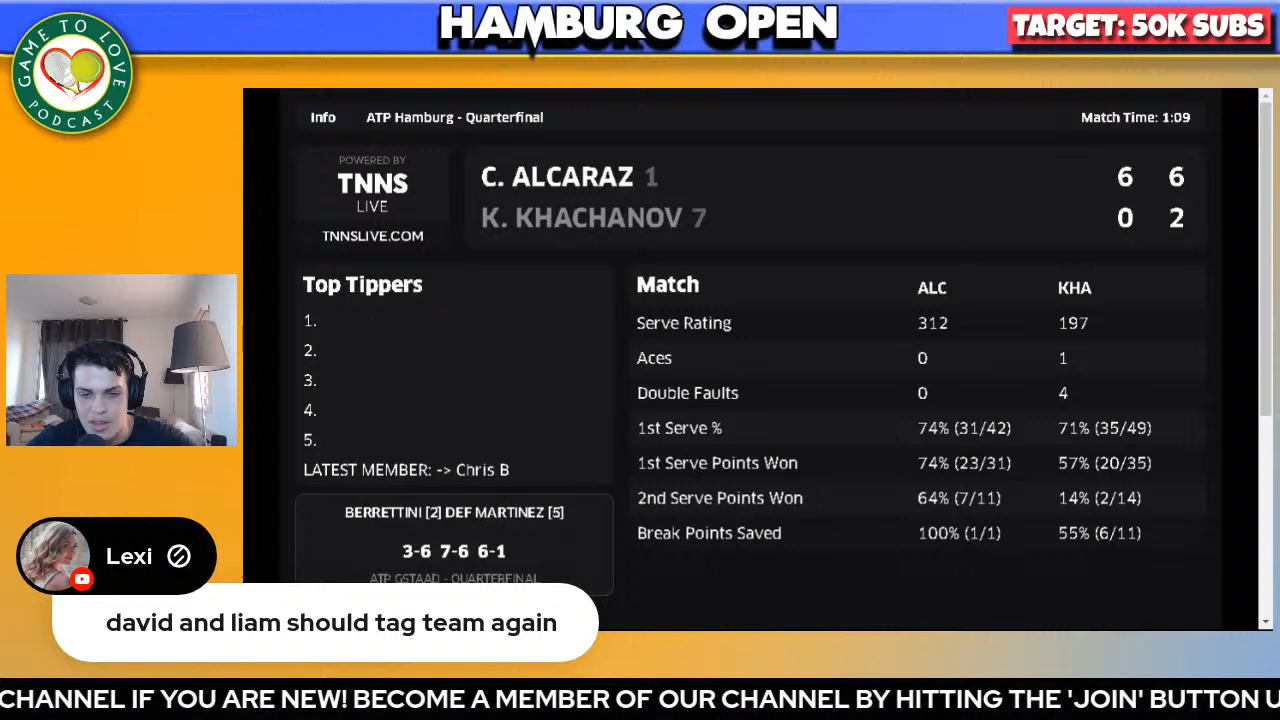 GAME TO LOVE
PODCAST
HAMBURG OPEN
TARGET: 50K SUBS
Info ATP Hamburg - Quarterfinal Match Time: 1:09
POWERED BY
TNNS
LIVE
TNNSLIVE.COM
C. ALCARAZ 1 6 6
K. KHACHANOV 7 0 2
Top Tippers
1.
2.
3.
4.
5.
LATEST MEMBER: -> Chris B
BERRETTINI [2] DEF MARTINEZ [5]
3-6 7-6 6-1
ATP GSTAAD - QUARTERFINAL
Match ALC KHA
Serve Rating 312 197
Aces 0 1
Double Faults 0 4
1st Serve % 74% (31/42) 71% (35/49)
1st Serve Points Won 74% (23/31) 57% (20/35)
2nd Serve Points Won 64% (7/11) 14% (2/14)
Break Points Saved 100% (1/1) 55% (6/11)
Lexi
david and liam should tag team again
CHANNEL IF YOU ARE NEW! BECOME A MEMBER OF OUR CHANNEL BY HITTING THE 'JOIN' BUTTON U